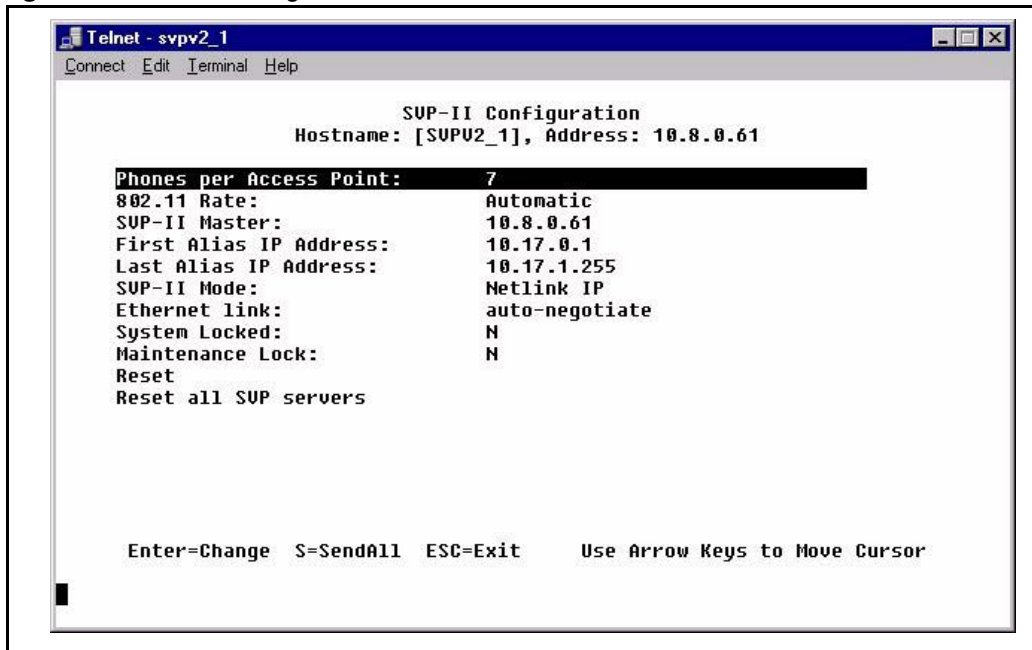 Telnet - svpv2_1
Connect Edit Terminal Help
SVP-II Configuration
Hostname: [SVPV2_1], Address: 10.8.0.61
Phones per Access Point: 7
802.11 Rate: Automatic
SVP-II Master: 10.8.0.61
First Alias IP Address: 10.17.0.1
Last Alias IP Address: 10.17.1.255
SVP-II Mode: Netlink IP
Ethernet link: auto-negotiate
System Locked: N
Maintenance Lock: N
Reset
Reset all SVP servers
Enter=Change S=SendAll ESC=Exit Use Arrow Keys to Move Cursor